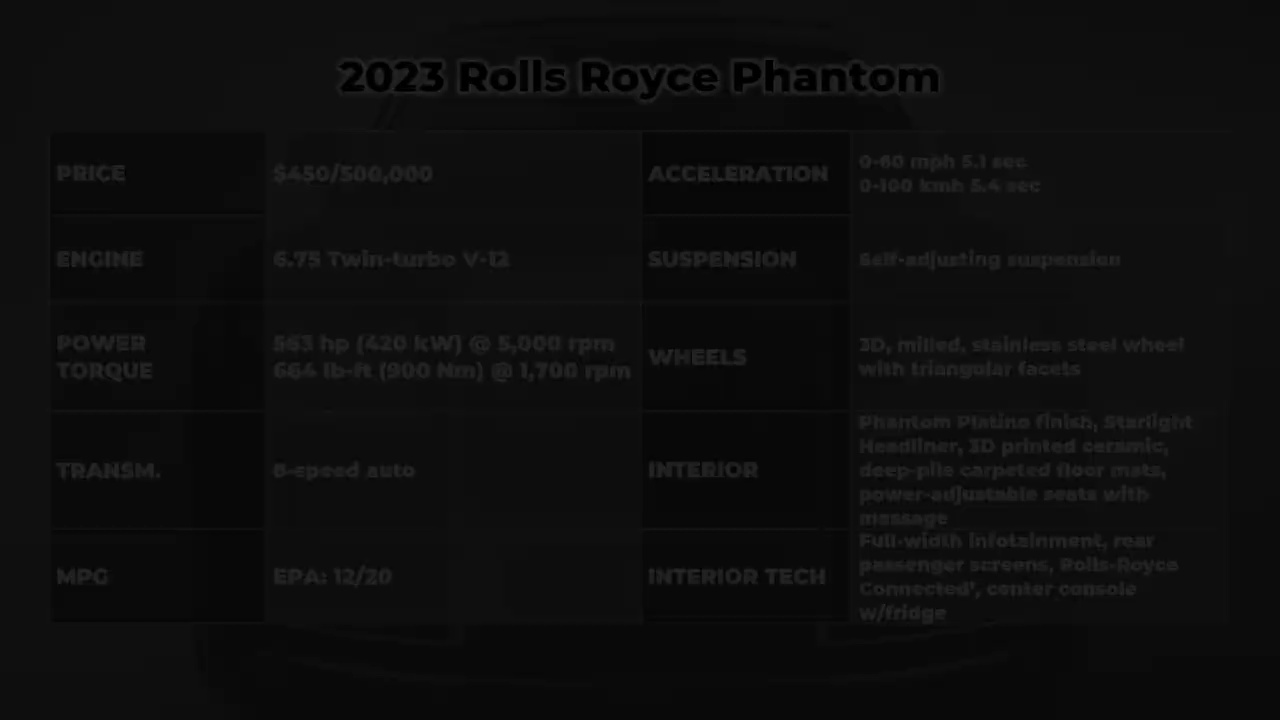 2023 Rolls Royce Phantom
PRICE
$450/500,000
ACCELERATION
0-60 mph 5.1 sec
0-100 kmh 5.4 sec
ENGINE
6.75 Twin-turbo V-12
SUSPENSION
Self-adjusting suspension
POWER
TORQUE
563 hp (420 kW) @ 5,000 rpm
664 lb-ft (900 Nm) @ 1,700 rpm
WHEELS
3D, milled, stainless steel wheel
with triangular facets
TRANSM.
8-speed auto
INTERIOR
Phantom Platino finish, Starlight
Headliner, 3D printed ceramic,
deep-pile carpeted floor mats,
power-adjustable seats with
massage
MPG
EPA: 12/20
INTERIOR TECH
Full-width infotainment, rear
passenger screens, Rolls-Royce
Connected', center console
w/fridge